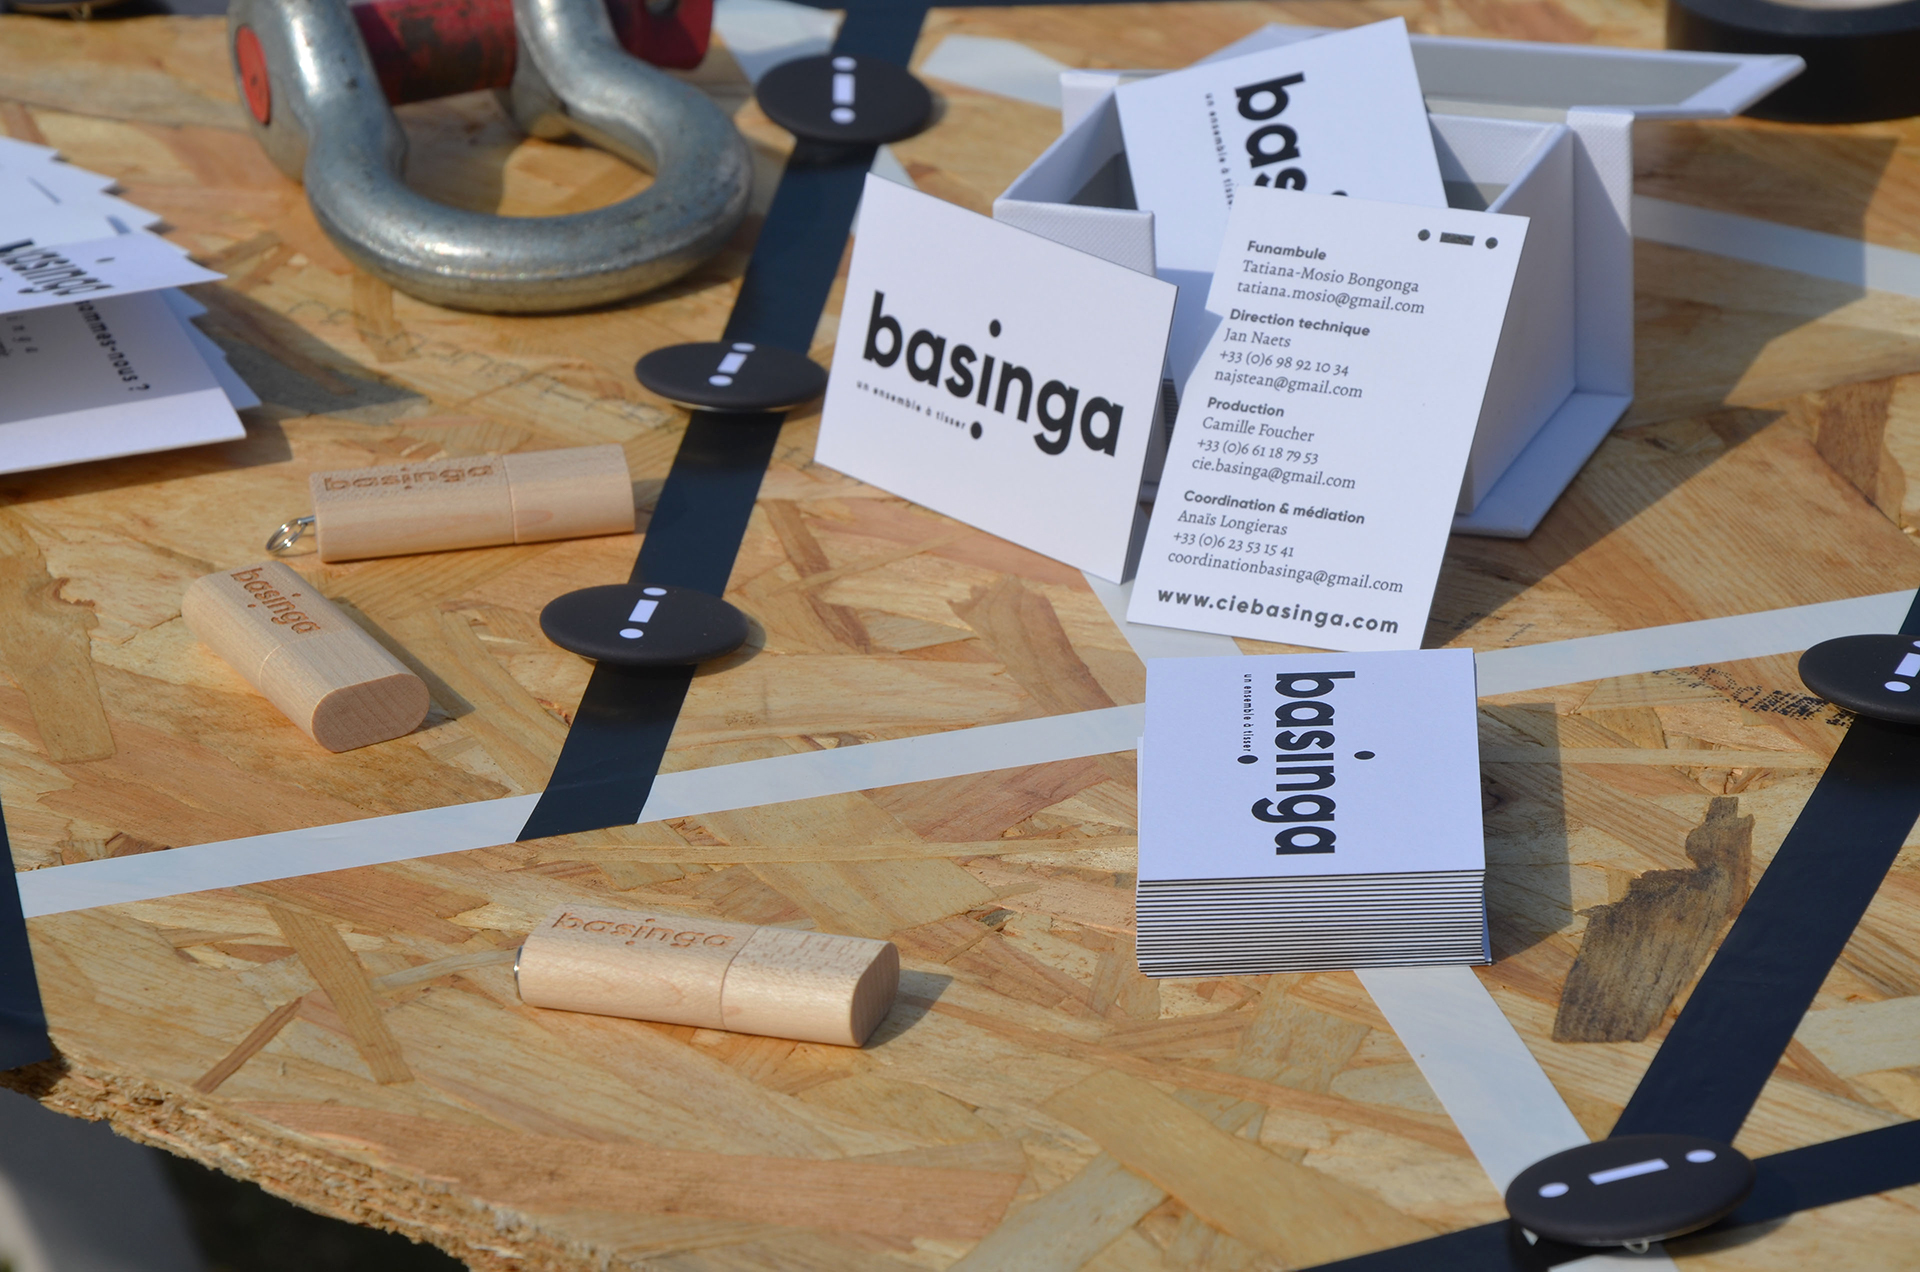 bas
un ensemble à tisser
basinga
un ensemble à tisser
Funambule
Tatiana-Mosio Bongonga
tatiana.mosio@gmail.com
Direction technique
Jan Naets
+33 (0)6 98 92 10 34
najstean@gmail.com
Production
Camille Foucher
+33 (0)6 61 18 79 53
cie.basinga@gmail.com
Coordination & médiation
Anaïs Longieras
+33 (0)6 23 53 15 41
coordinationbasinga@gmail.com
www.ciebasinga.com
basinga
ommes-nous ?
basinga
basinga
basinga
un ensemble à tisser
basinga